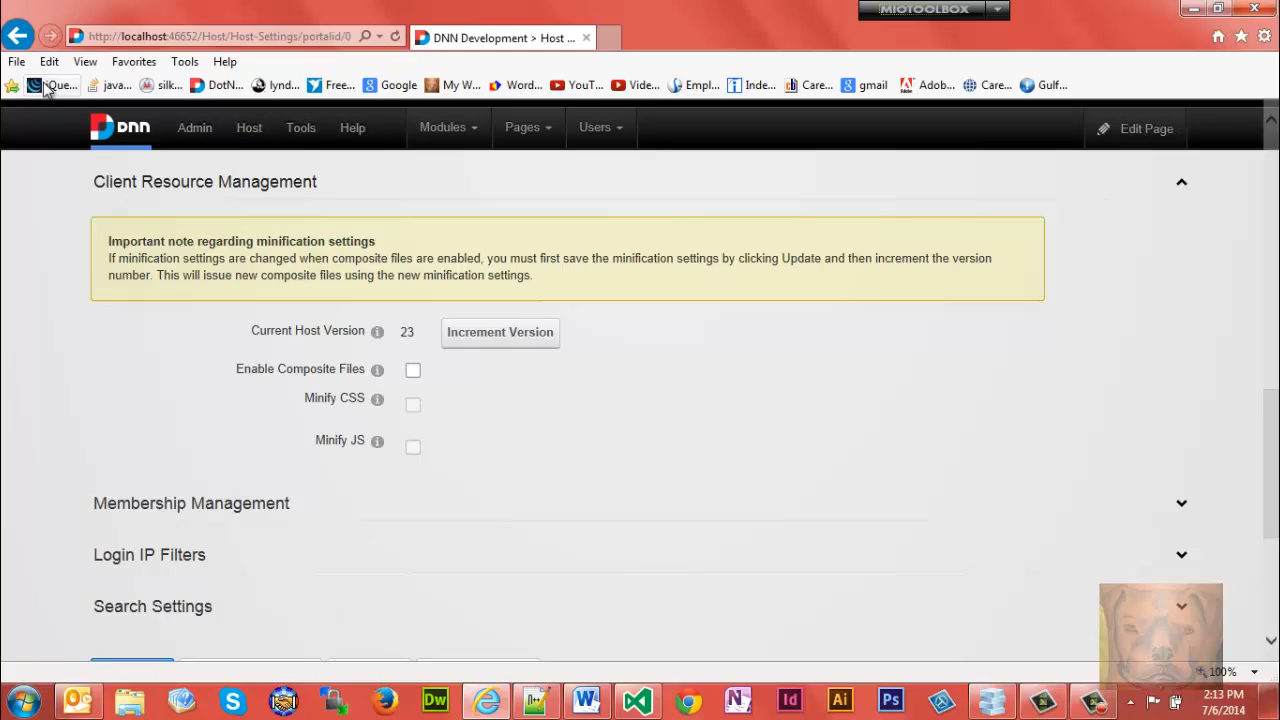 MIOTOOLBOX
http://localhost:46652/Host/Host-Settings/portalid/0
DNN Development > Host ...
File Edit View Favorites Tools Help
jQue... java... silk... DotN... lynd... Free... Google My W... Word... YouT... Vide... Empl... Inde... Care... gmail Adob... Care... Gulf...
DNN Admin Host Tools Help Modules Pages Users Edit Page
Client Resource Management
Important note regarding minification settings
If minification settings are changed when composite files are enabled, you must first save the minification settings by clicking Update and then increment the version
number. This will issue new composite files using the new minification settings.
Current Host Version 23 Increment Version
Enable Composite Files
Minify CSS
Minify JS
Membership Management
Login IP Filters
Search Settings
100%
Dw N Id Ai Ps
2:13 PM
7/6/2014